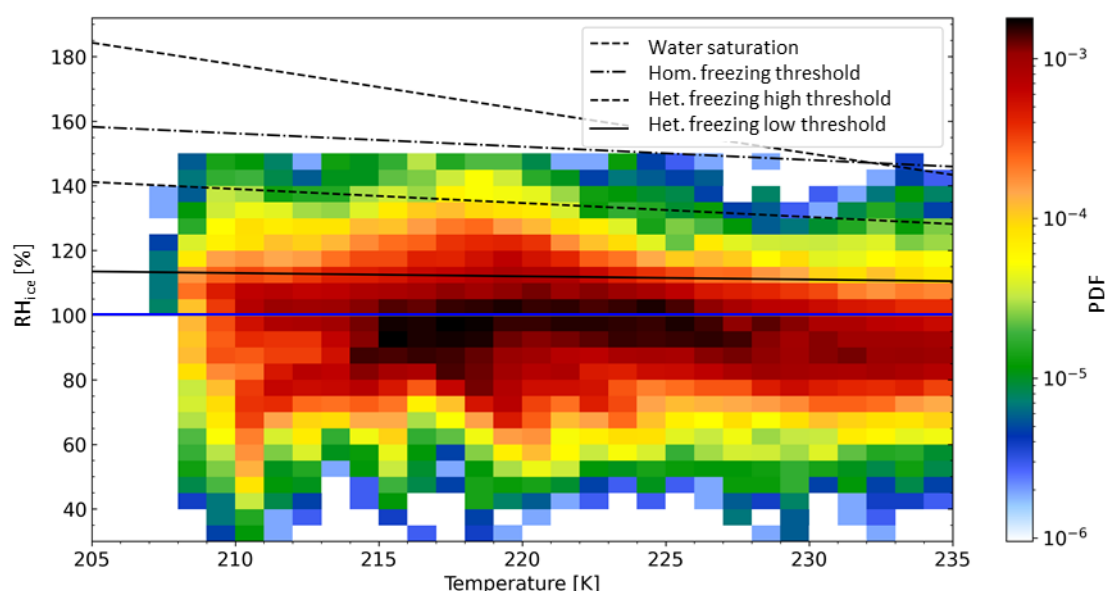 180
160
140
120
100
80
60
40
RHice [%]
205
210
215
220
225
230
235
Temperature [K]
Water saturation
Hom. freezing threshold
Het. freezing high threshold
Het. freezing low threshold
10⁻³
10⁻⁴
10⁻⁵
10⁻⁶
PDF